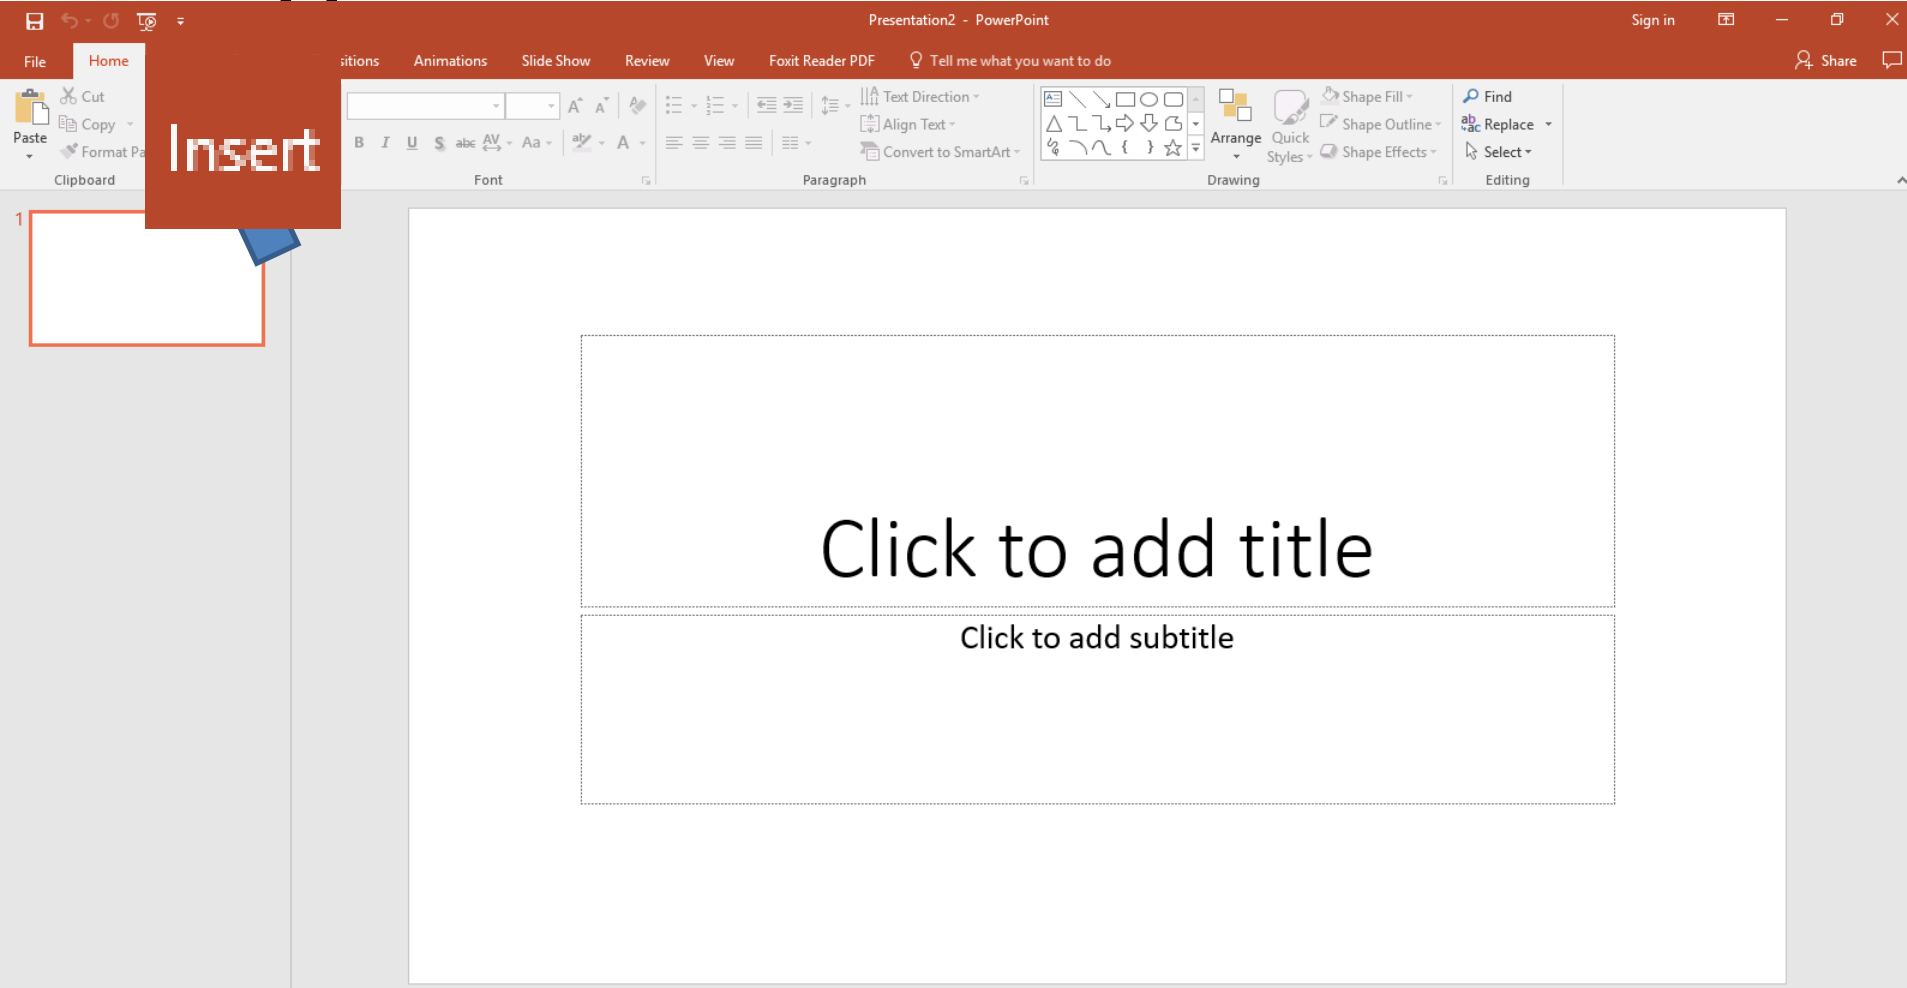 Presentation2 - PowerPoint
Sign in
File Home sitions Animations Slide Show Review View Foxit Reader PDF Tell me what you want to do Share
Insert
Paste
Cut
Copy
Format Pa
Clipboard
B I U S abc AV Aa A
Font
Text Direction
Align Text
Convert to SmartArt
Paragraph
Arrange
Quick
Styles
Shape Fill
Shape Outline
Shape Effects
Drawing
Find
Replace
Select
Editing
1
Click to add title
Click to add subtitle